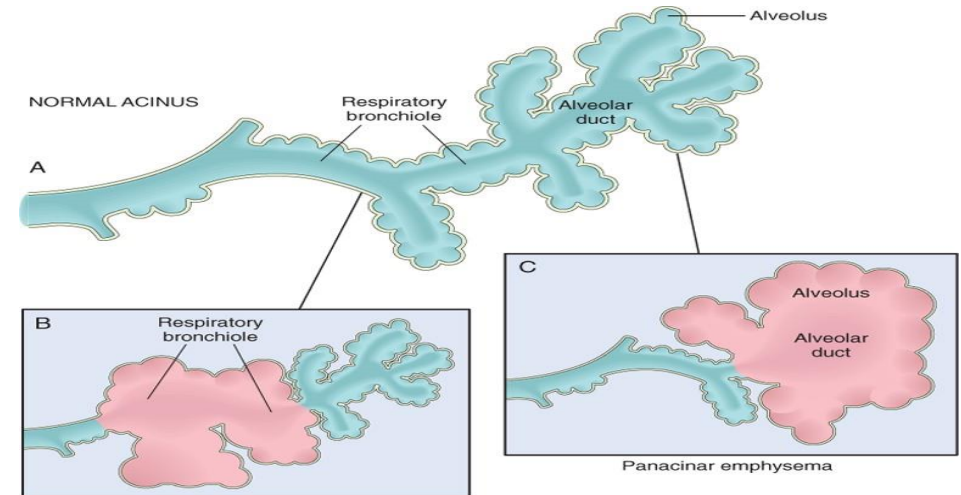 Alveolus
NORMAL ACINUS
Respiratory
bronchiole
Alveolar
duct
A
B
Respiratory
bronchiole
C
Alveolus
Alveolar
duct
Panacinar emphysema